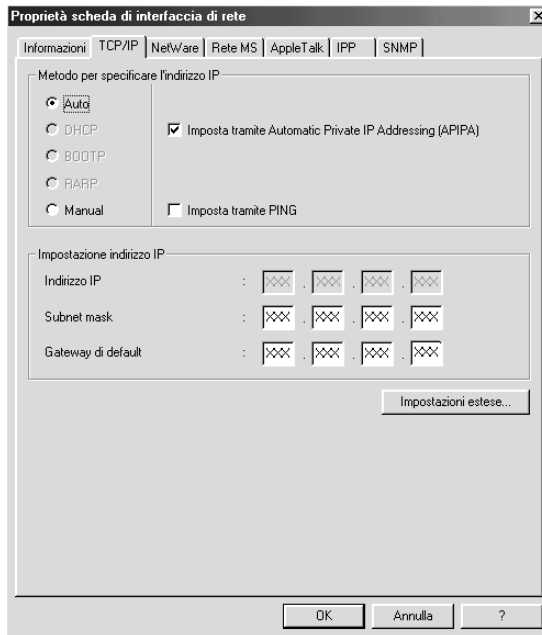 Proprietà scheda di interfaccia di rete
Informazioni TCP/IP NetWare Rete MS AppleTalk IPP SNMP
Metodo per specificare l'indirizzo IP
Auto
DHCP Imposta tramite Automatic Private IP Addressing (APIPA)
BOOTP
RARP
Manual Imposta tramite PING
Impostazione indirizzo IP
Indirizzo IP : XXX . XXX . XXX . XXX
Subnet mask : XXX . XXX . XXX . XXX
Gateway di default : XXX . XXX . XXX . XXX
Impostazioni estese...
OK Annulla ?